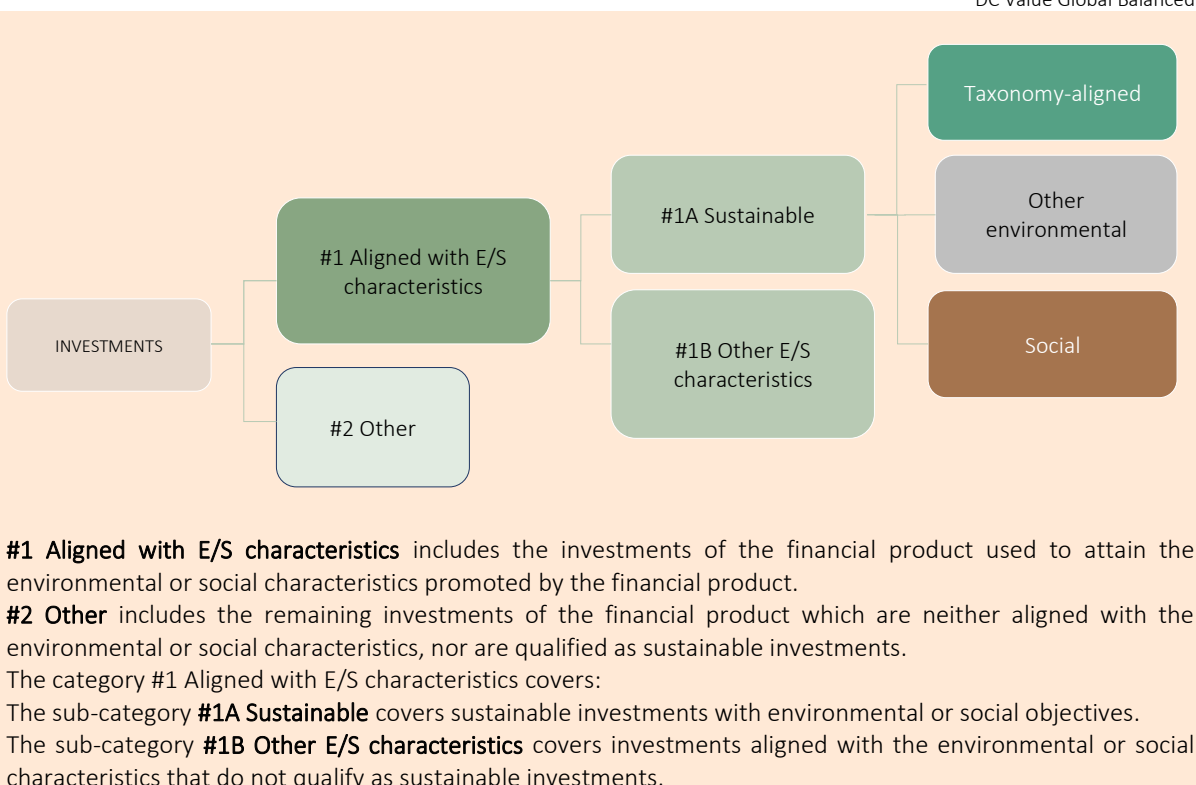 DC Value Global Balanced
Taxonomy-aligned
#1A Sustainable
Other
environmental
#1 Aligned with E/S
characteristics
INVESTMENTS
#1B Other E/S
characteristics
Social
#2 Other
#1 Aligned with E/S characteristics includes the investments of the financial product used to attain the
environmental or social characteristics promoted by the financial product.
#2 Other includes the remaining investments of the financial product which are neither aligned with the
environmental or social characteristics, nor are qualified as sustainable investments.
The category #1 Aligned with E/S characteristics covers:
The sub-category #1A Sustainable covers sustainable investments with environmental or social objectives.
The sub-category #1B Other E/S characteristics covers investments aligned with the environmental or social
characteristics that do not qualify as sustainable investments.